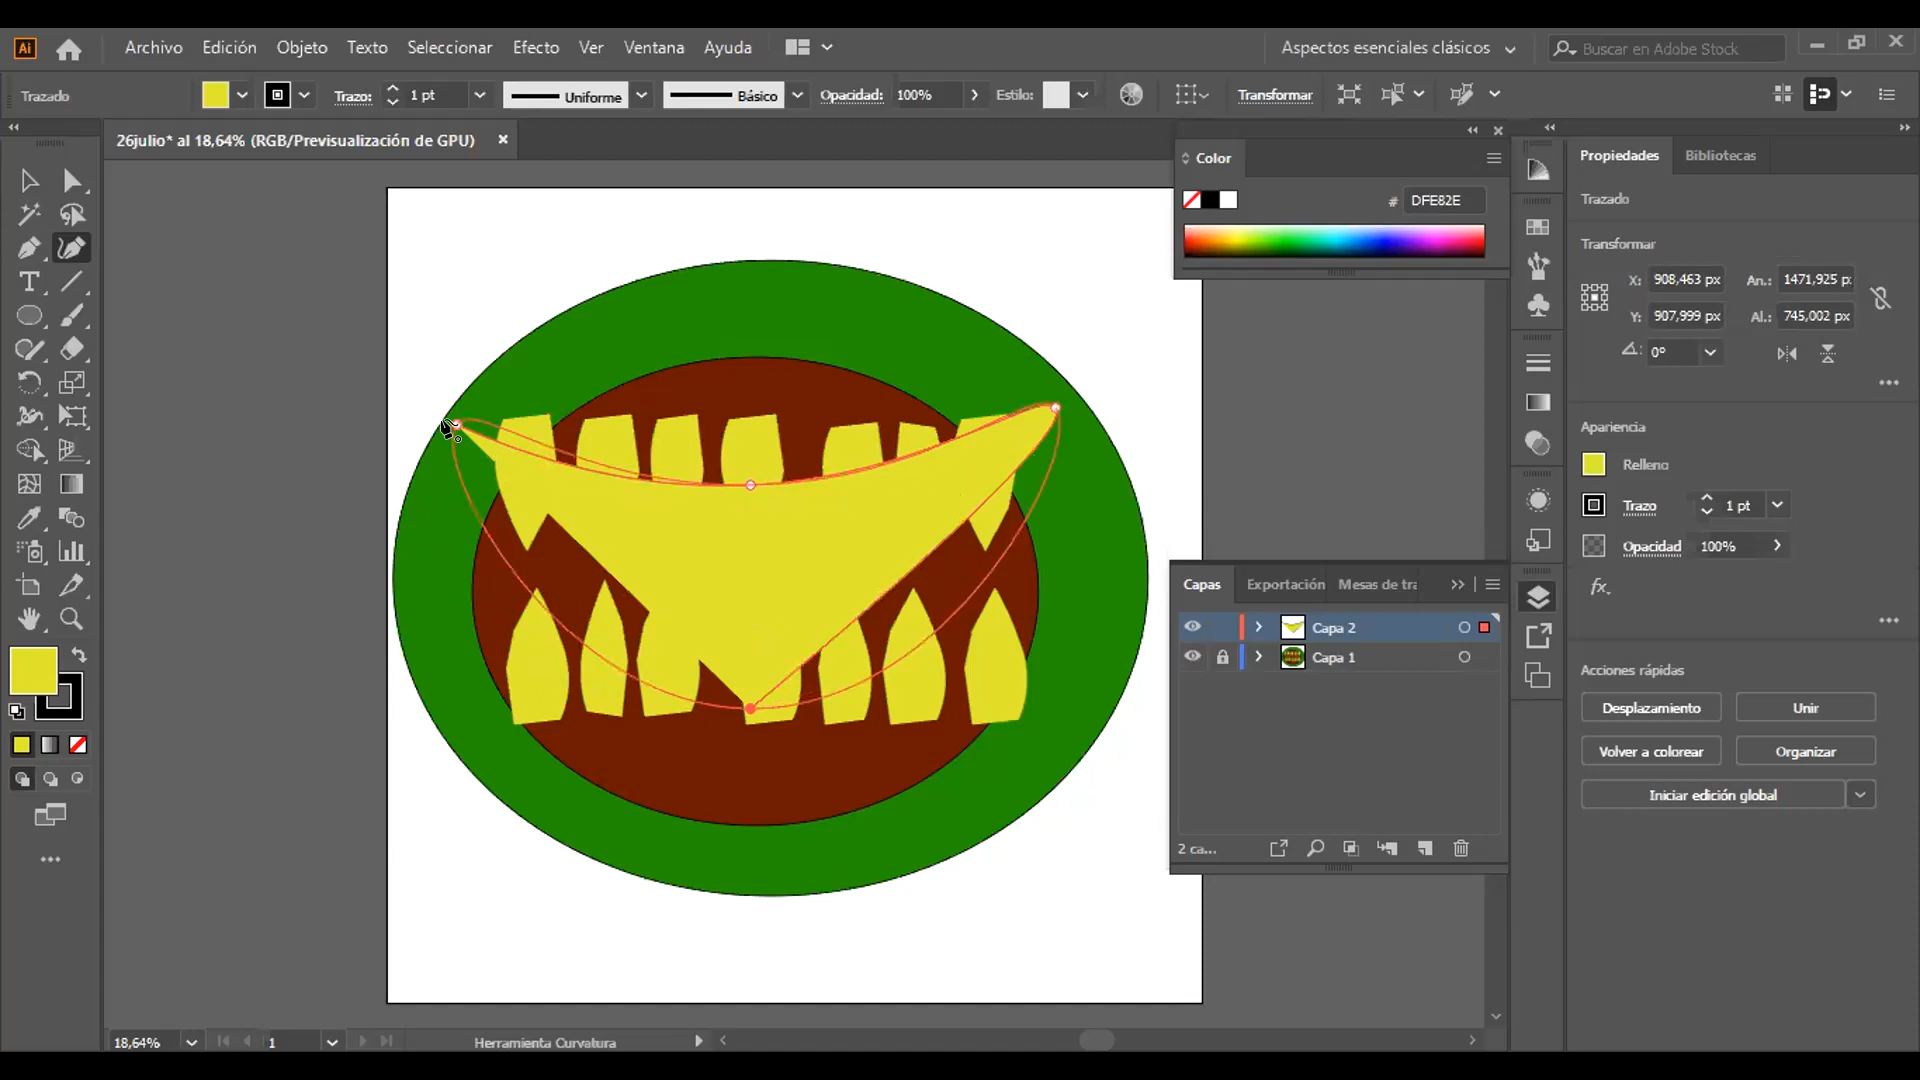 Ai Archivo Edición Objeto Texto Seleccionar Efecto Ver Ventana Ayuda Aspectos esenciales clásicos Buscar en Adobe Stock
Trazado Trazo: 1 pt Uniforme Básico Opacidad: 100% Estilo: Transformar
26julio* al 18,64% (RGB/Previsualización de GPU)
Color
# DFE82E
Propiedades Bibliotecas
Trazado
Transformar
X: 908,463 px An.: 1471,925 p
Y: 907,999 px Al.: 745,002 px
0°
Apariencia
Relleno
Trazo 1 pt
Opacidad 100%
fx
Acciones rápidas
Desplazamiento Unir
Volver a colorear Organizar
Iniciar edición global
Capas Exportación Mesas de tra
Capa 2
Capa 1
2 ca...
18,64% 1 Herramienta Curvatura